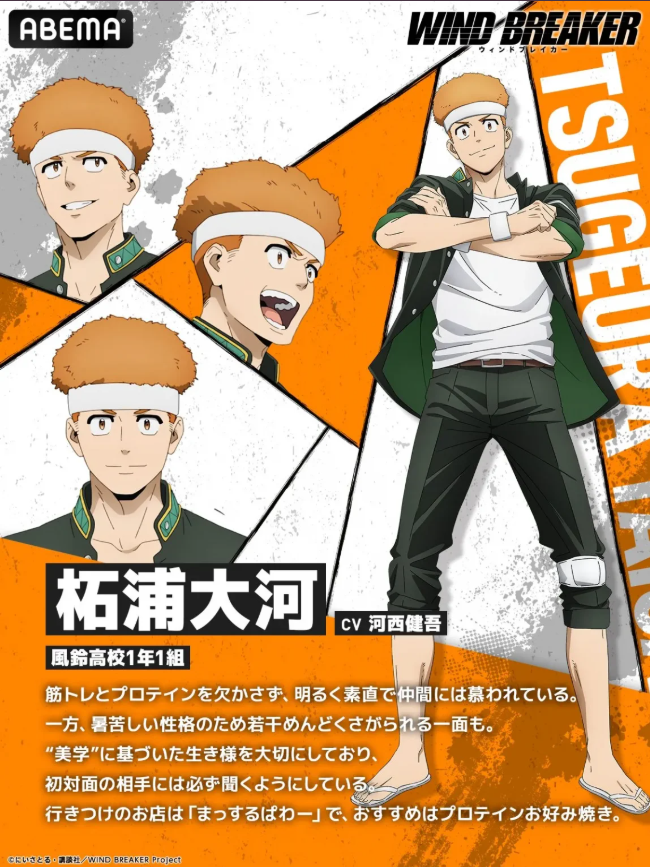 ABEMA
WIND BREAKER
ウィンドブレイカー
TSUGEURA
柘浦大河
CV 河西健吾
風鈴高校1年1組
筋トレとプロテインを欠かさず、明るく素直で仲間には慕われている。
一方、暑苦しい性格のため若干めんどくさがられる一面も。
“美学”に基づいた生き様を大切にしており、
初対面の相手には必ず聞くようにしている。
行きつけのお店は「まっするぱわー」で、おすすめはプロテインお好み焼き。
©にいさとる・講談社／WIND BREAKER Project